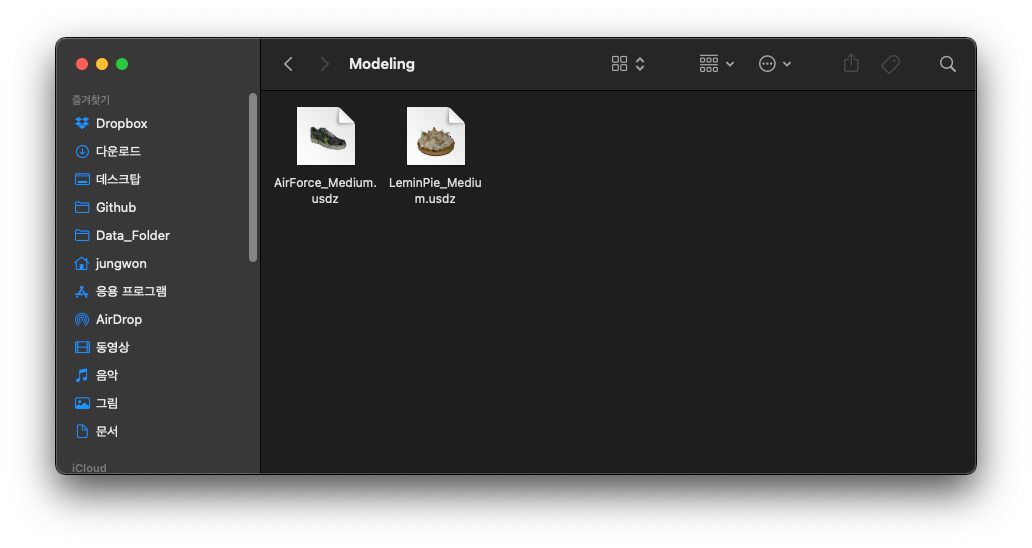 Modeling
즐겨찾기
Dropbox
다운로드
데스크탑
Github
Data_Folder
jungwon
응용 프로그램
AirDrop
동영상
음악
그림
문서
iCloud
AirForce_Medium.
usdz
LeminPie_Mediu
m.usdz